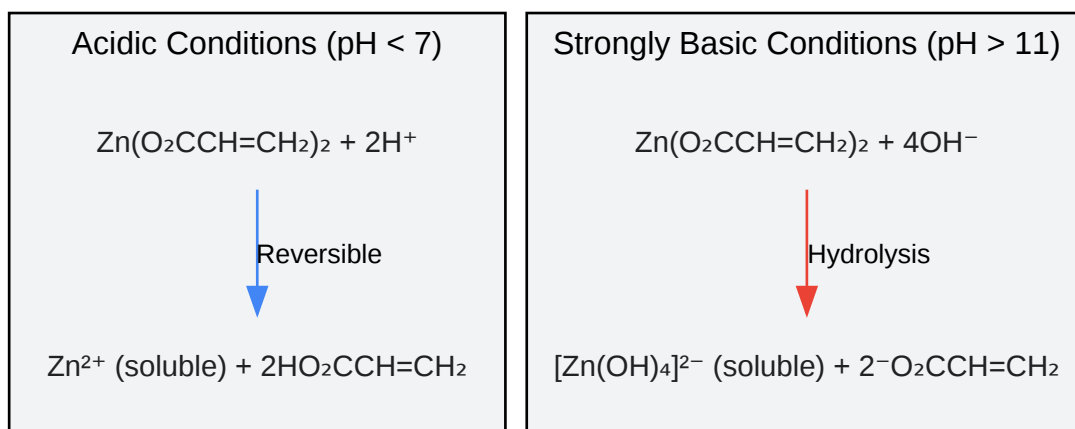 Acidic Conditions (pH < 7)
Zn(O₂CCH=CH₂)₂ + 2H⁺
Reversible
Zn²⁺ (soluble) + 2HO₂CCH=CH₂
Strongly Basic Conditions (pH > 11)
Zn(O₂CCH=CH₂)₂ + 4OH⁻
Hydrolysis
[Zn(OH)₄]²⁻ (soluble) + 2⁻O₂CCH=CH₂